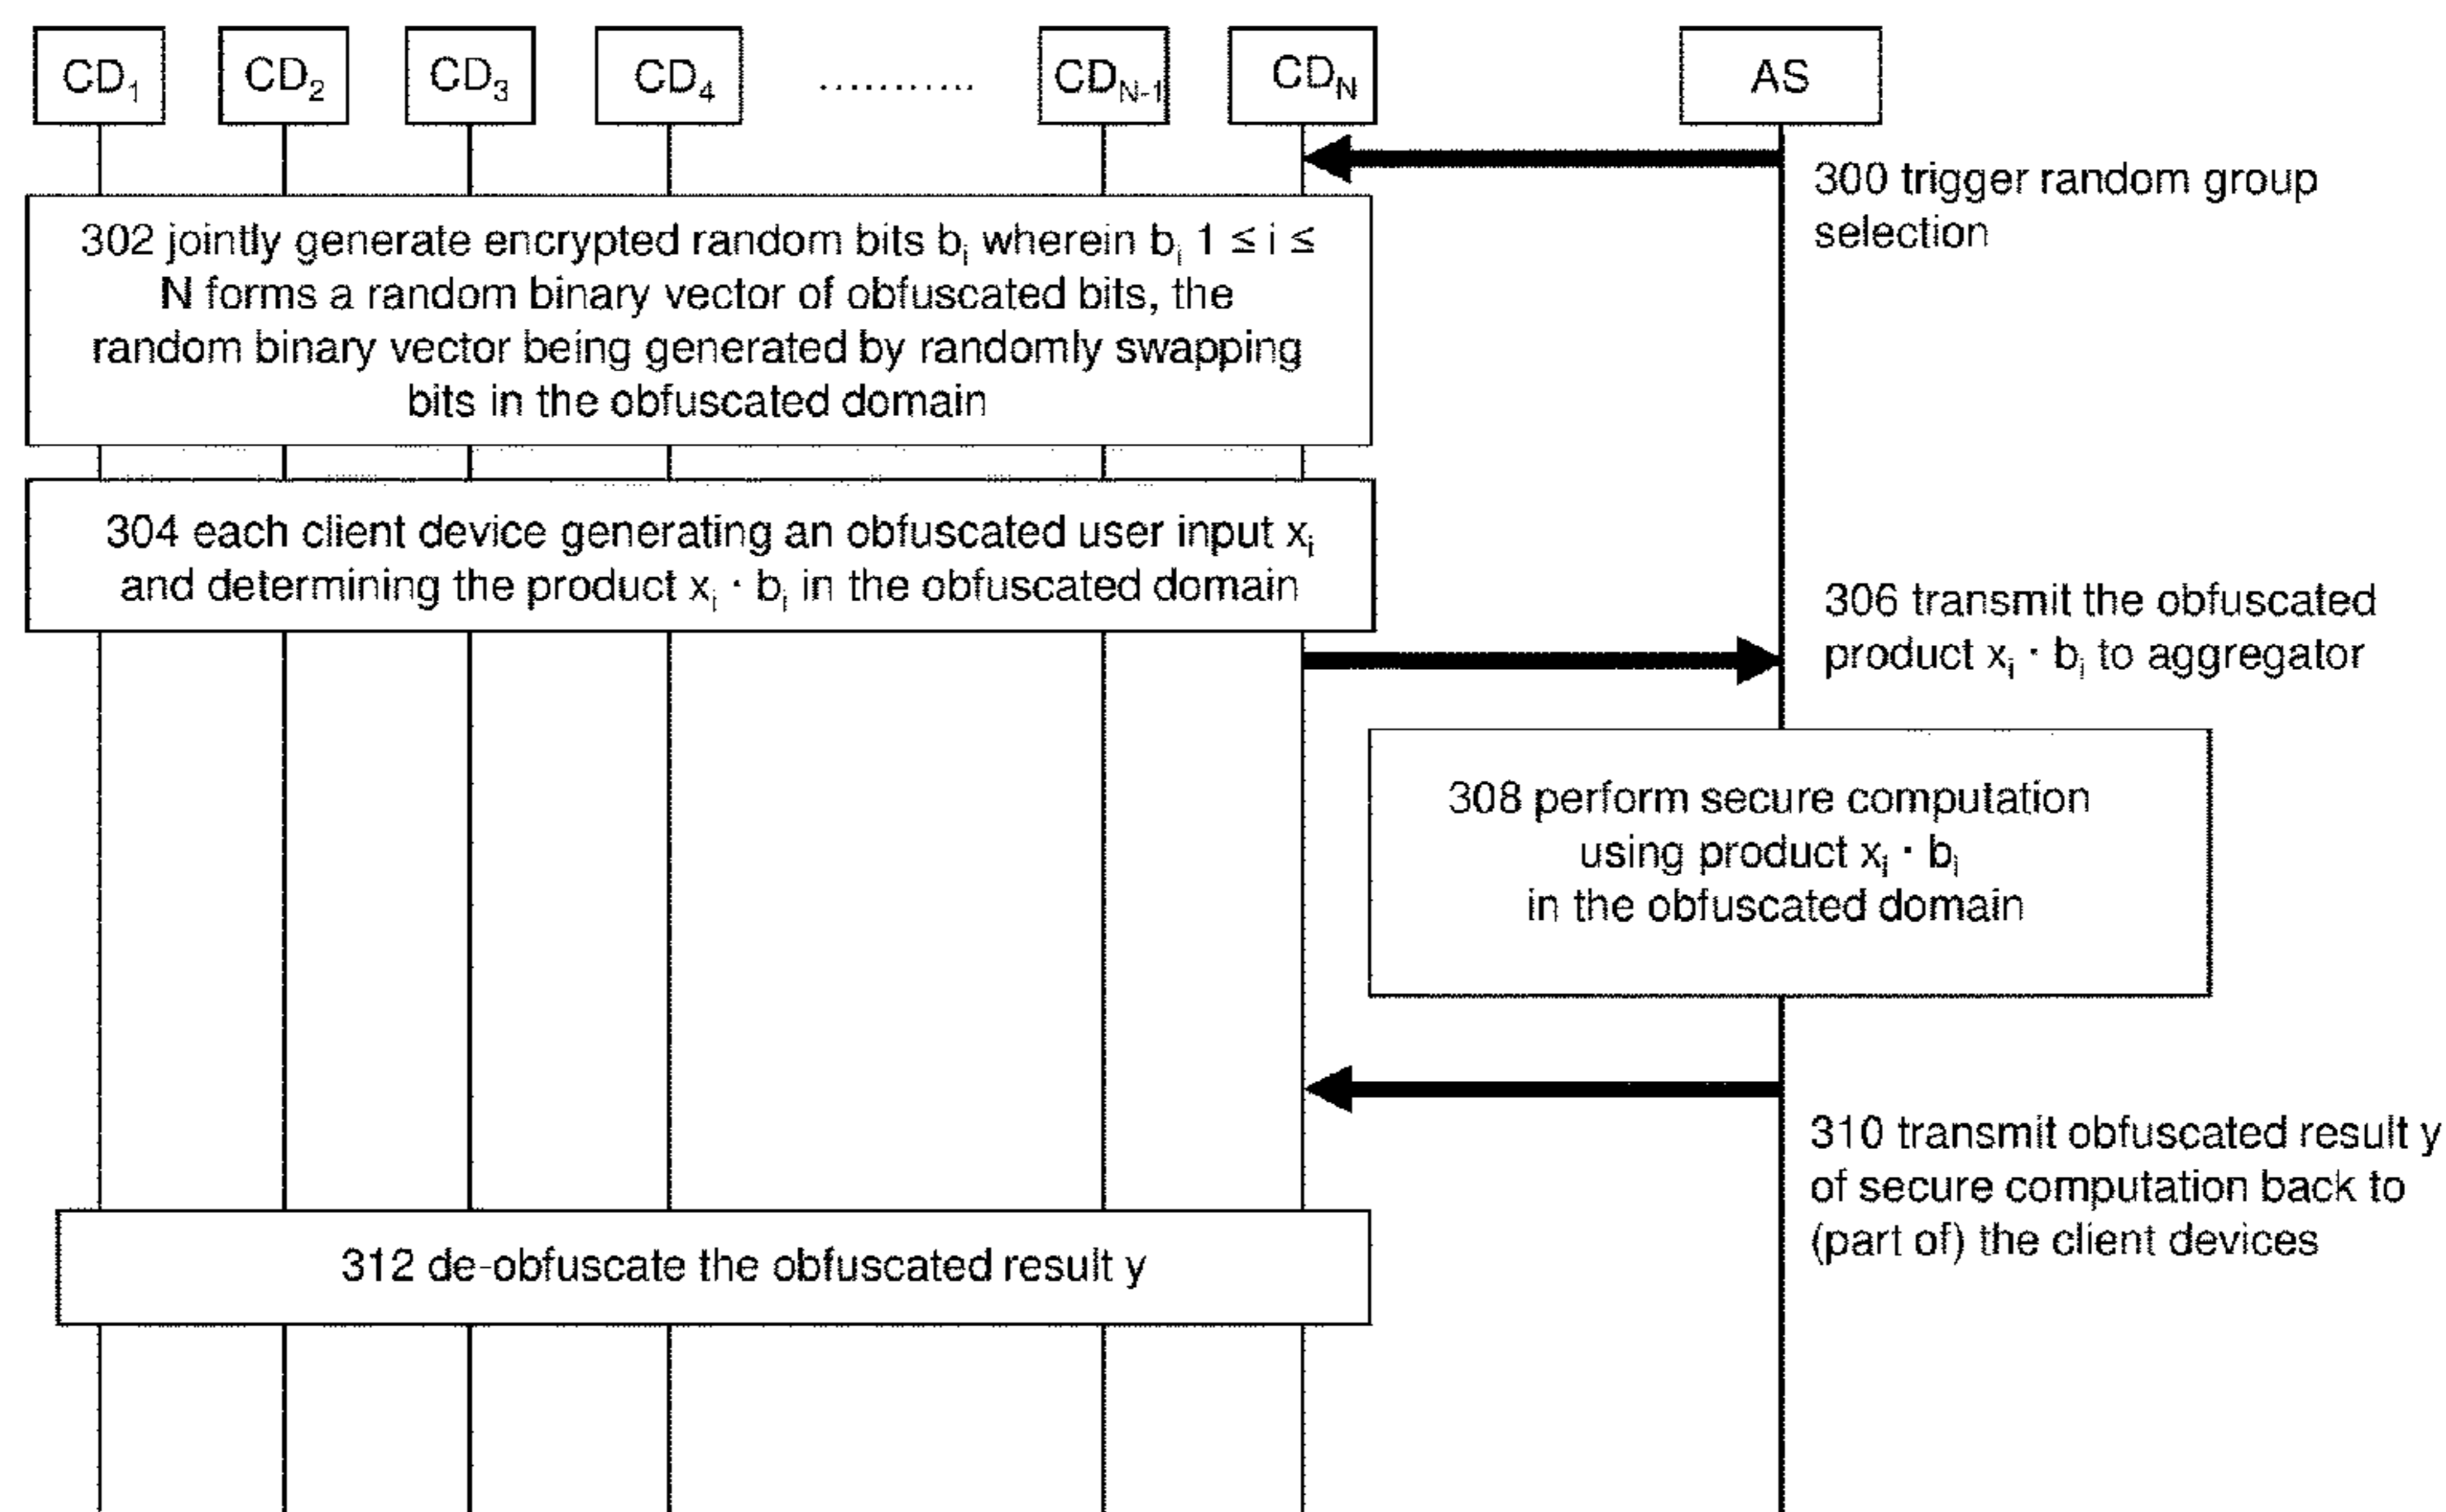 CD₁ CD₂ CD₃ CD₄ ........... CD_N-1 CD_N AS
300 trigger random group
selection
302 jointly generate encrypted random bits bᵢ wherein bᵢ 1 ≤ i ≤
N forms a random binary vector of obfuscated bits, the
random binary vector being generated by randomly swapping
bits in the obfuscated domain
304 each client device generating an obfuscated user input xᵢ
and determining the product xᵢ · bᵢ in the obfuscated domain
306 transmit the obfuscated
product xᵢ · bᵢ to aggregator
308 perform secure computation
using product xᵢ · bᵢ
in the obfuscated domain
310 transmit obfuscated result y
of secure computation back to
(part of) the client devices
312 de-obfuscate the obfuscated result y